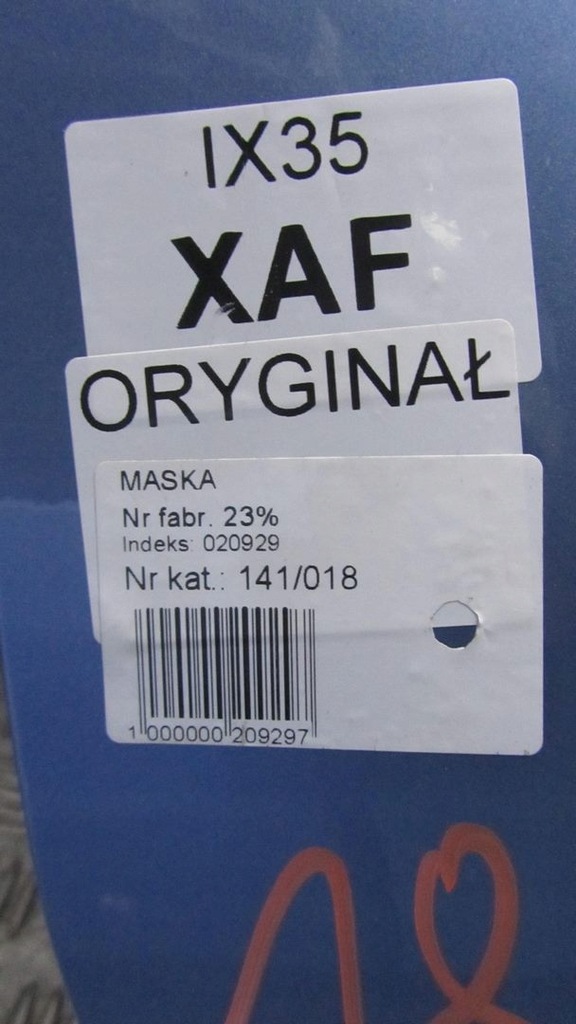 IX35
XAF
ORYGINAŁ
MASKA
Nr fabr. 23%
Indeks: 020929
Nr kat.: 141/018
1 000000 209297